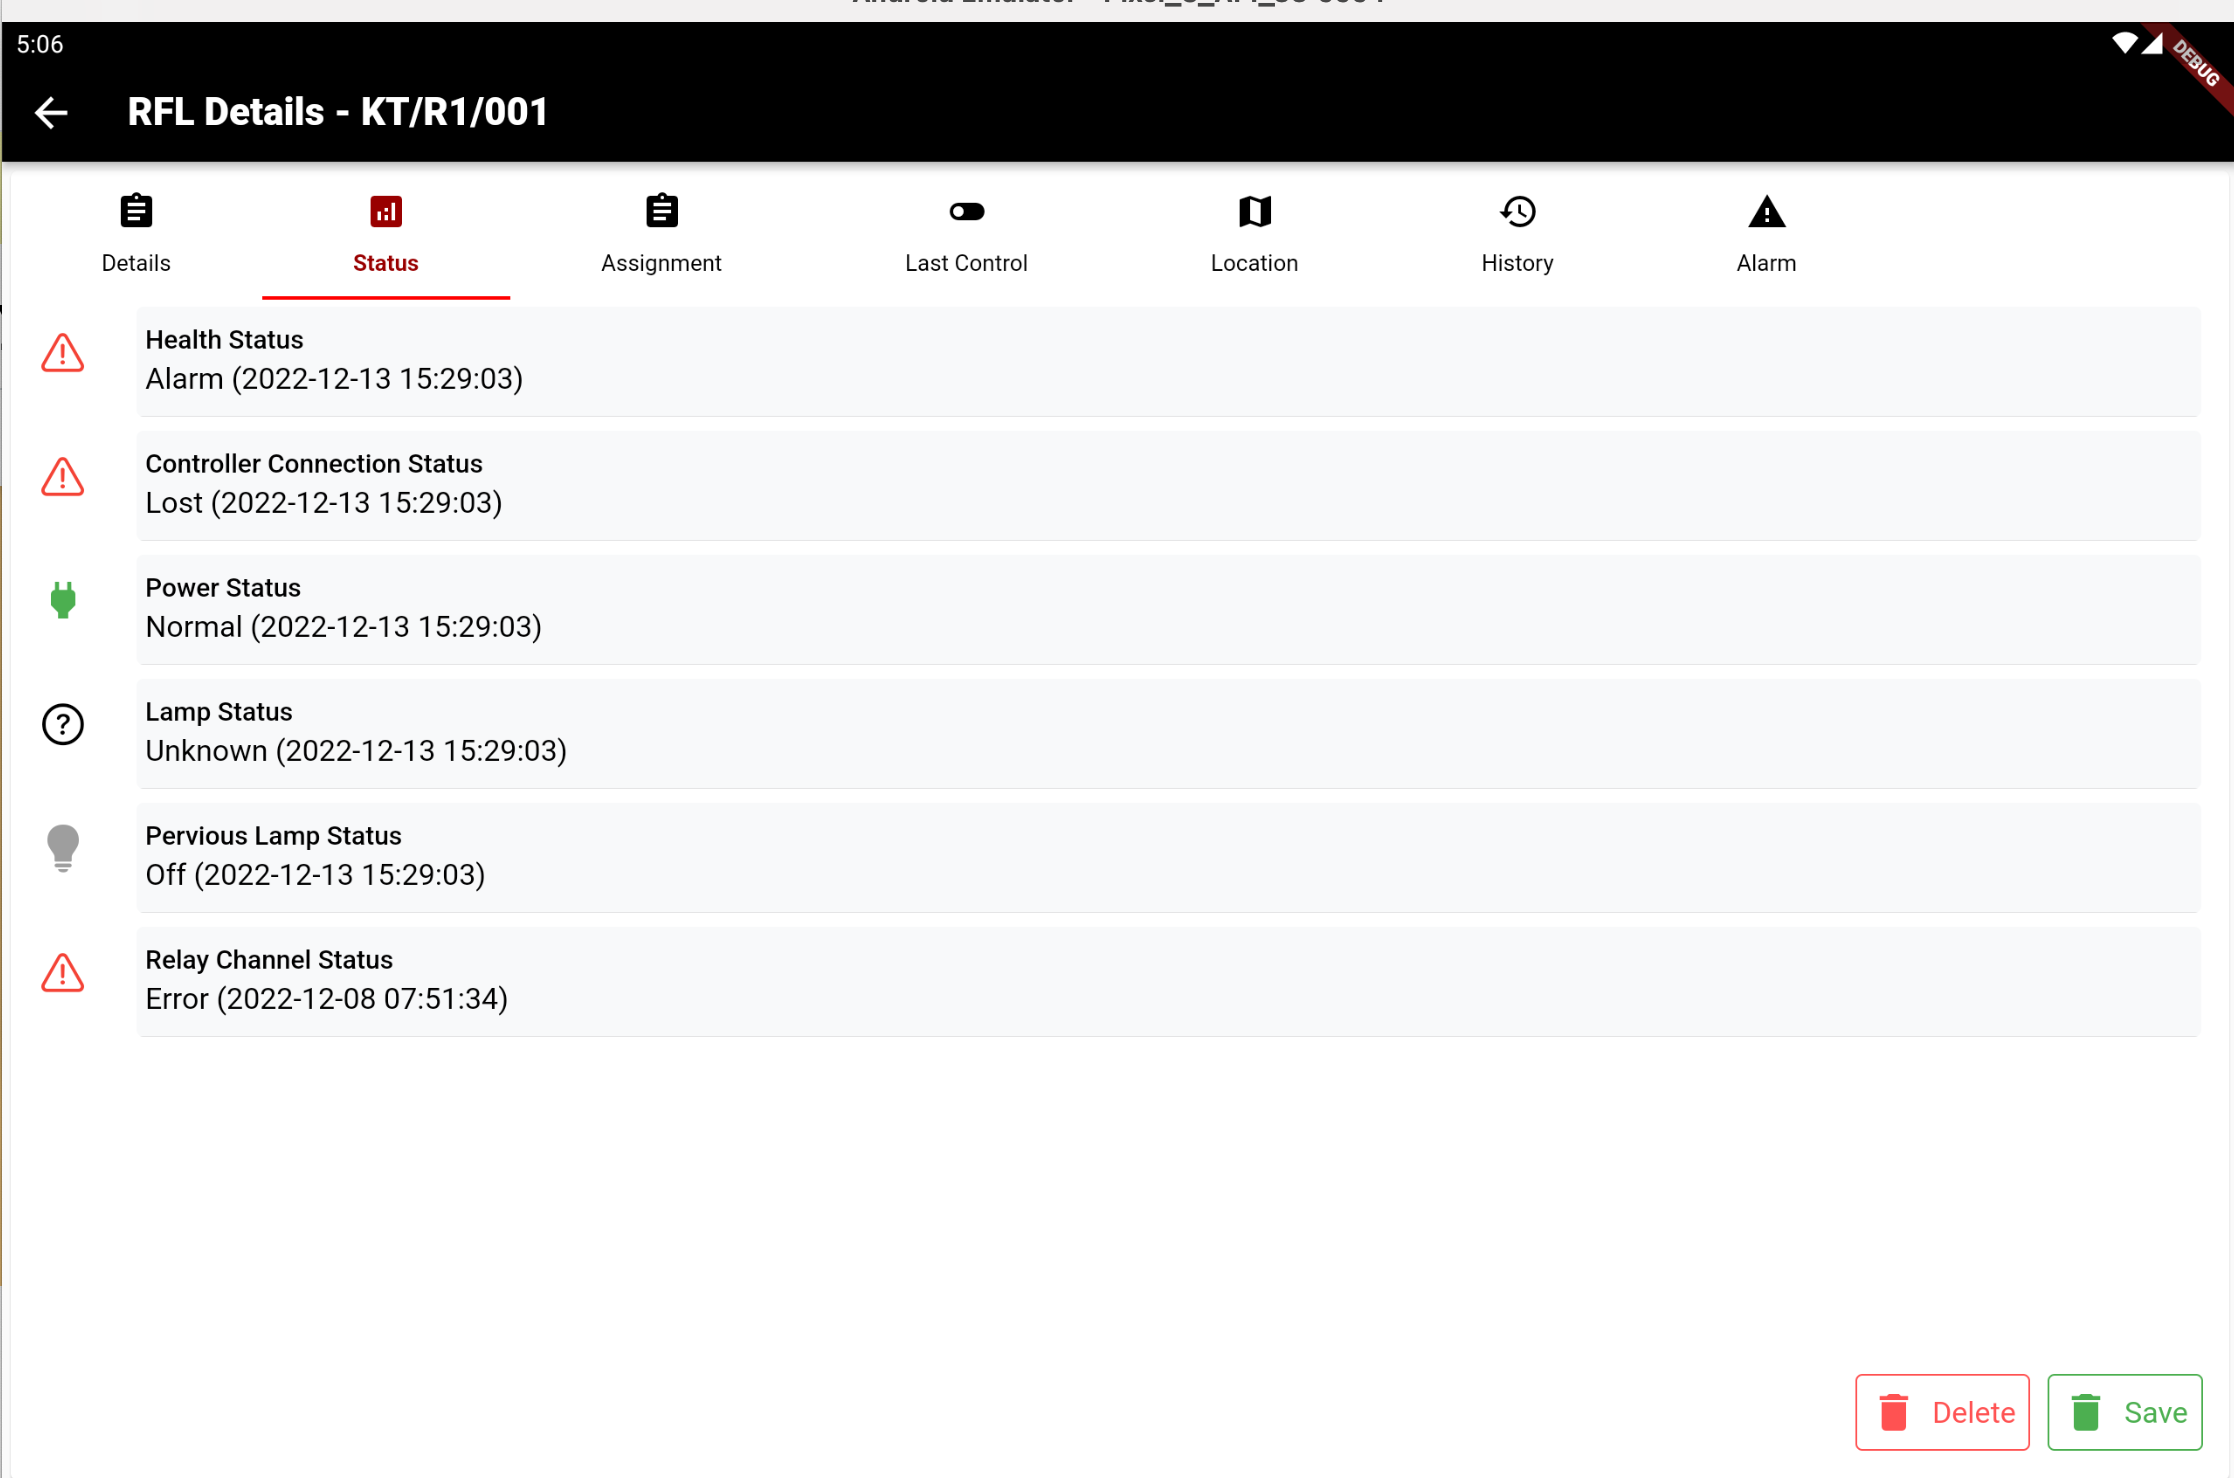 5:06
DEBUG
RFL Details - KT/R1/001
Details
Status
Assignment
Last Control
Location
History
Alarm
Health Status
Alarm (2022-12-13 15:29:03)
Controller Connection Status
Lost (2022-12-13 15:29:03)
Power Status
Normal (2022-12-13 15:29:03)
Lamp Status
Unknown (2022-12-13 15:29:03)
Pervious Lamp Status
Off (2022-12-13 15:29:03)
Relay Channel Status
Error (2022-12-08 07:51:34)
Delete
Save